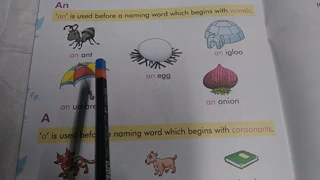 An
"an" is used before a naming word which begins with vowels.
an ant
an igloo
an egg
an
an onion
A
'a' is used before a naming word which begins with consonants.